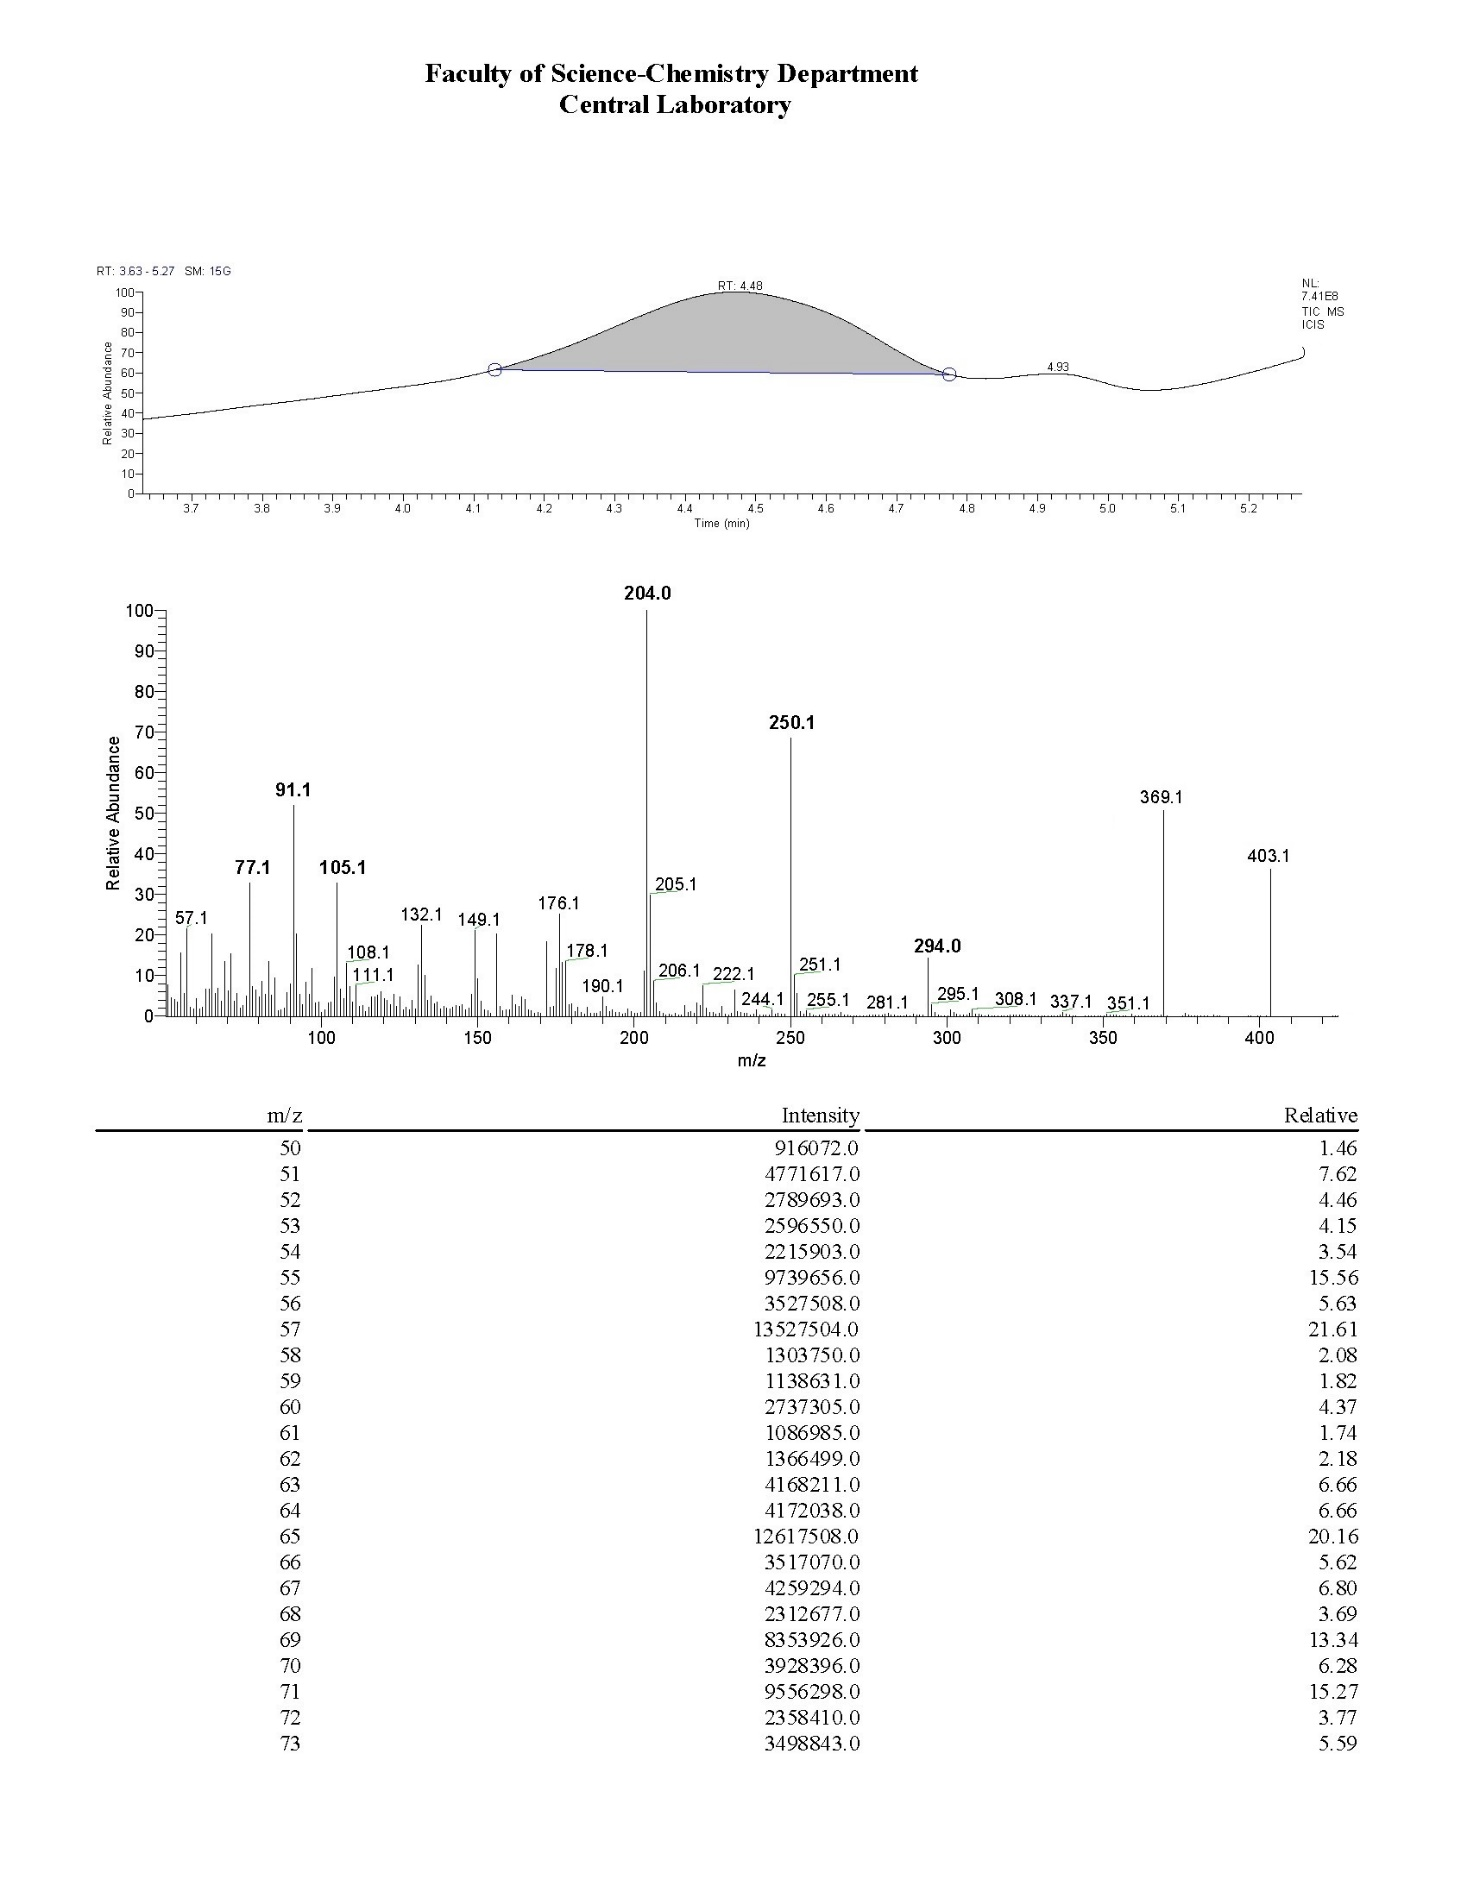 Faculty of Science-Chemistry Department
Central Laboratory
RT: 3.63 - 5.27 SM: 15G
RT: 4.48
NL:
7.41E8
TIC MS
ICIS
100
90
80
70
60
50
40
30
20
10
0
Relative Abundance
4.93
3.7 3.8 3.9 4.0 4.1 4.2 4.3 4.4 4.5 4.6 4.7 4.8 4.9 5.0 5.1 5.2
Time (min)
204.0
250.1
91.1
369.1
77.1 105.1
403.1
205.1
57.1 132.1 149.1 176.1
294.0
108.1 178.1
111.1 190.1 206.1 222.1 251.1
244.1 255.1 281.1 295.1 308.1 337.1 351.1
100
90
80
70
60
50
40
30
20
10
0
Relative Abundance
100 150 200 250 300 350 400
m/z
m/z Intensity Relative
50 916072.0 1.46
51 4771617.0 7.62
52 2789693.0 4.46
53 2596550.0 4.15
54 2215903.0 3.54
55 9739656.0 15.56
56 3527508.0 5.63
57 13527504.0 21.61
58 1303750.0 2.08
59 1138631.0 1.82
60 2737305.0 4.37
61 1086985.0 1.74
62 1366499.0 2.18
63 4168211.0 6.66
64 4172038.0 6.66
65 12617508.0 20.16
66 3517070.0 5.62
67 4259294.0 6.80
68 2312677.0 3.69
69 8353926.0 13.34
70 3928396.0 6.28
71 9556298.0 15.27
72 2358410.0 3.77
73 3498843.0 5.59